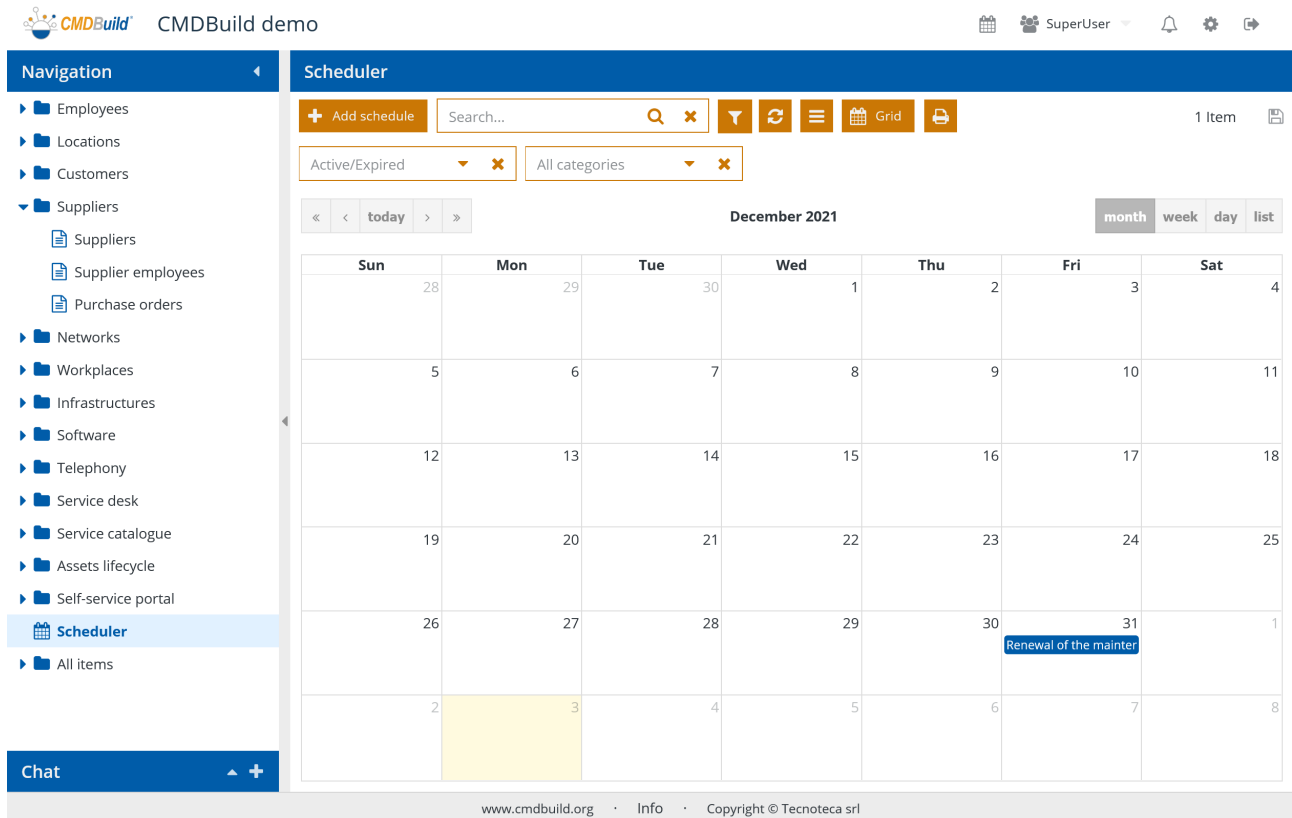 CMDBuild CMDBuild demo SuperUser
Navigation
Employees
Locations
Customers
Suppliers
Suppliers
Supplier employees
Purchase orders
Networks
Workplaces
Infrastructures
Software
Telephony
Service desk
Service catalogue
Assets lifecycle
Self-service portal
Scheduler
All items
Chat
Scheduler
Add schedule Search... Grid 1 Item
Active/Expired All categories
« ‹ today › » December 2021 month week day list
Sun Mon Tue Wed Thu Fri Sat
28 29 30 1 2 3 4
5 6 7 8 9 10 11
12 13 14 15 16 17 18
19 20 21 22 23 24 25
26 27 28 29 30 31 1
Renewal of the mainter
2 3 4 5 6 7 8
www.cmdbuild.org · Info · Copyright © Tecnoteca srl